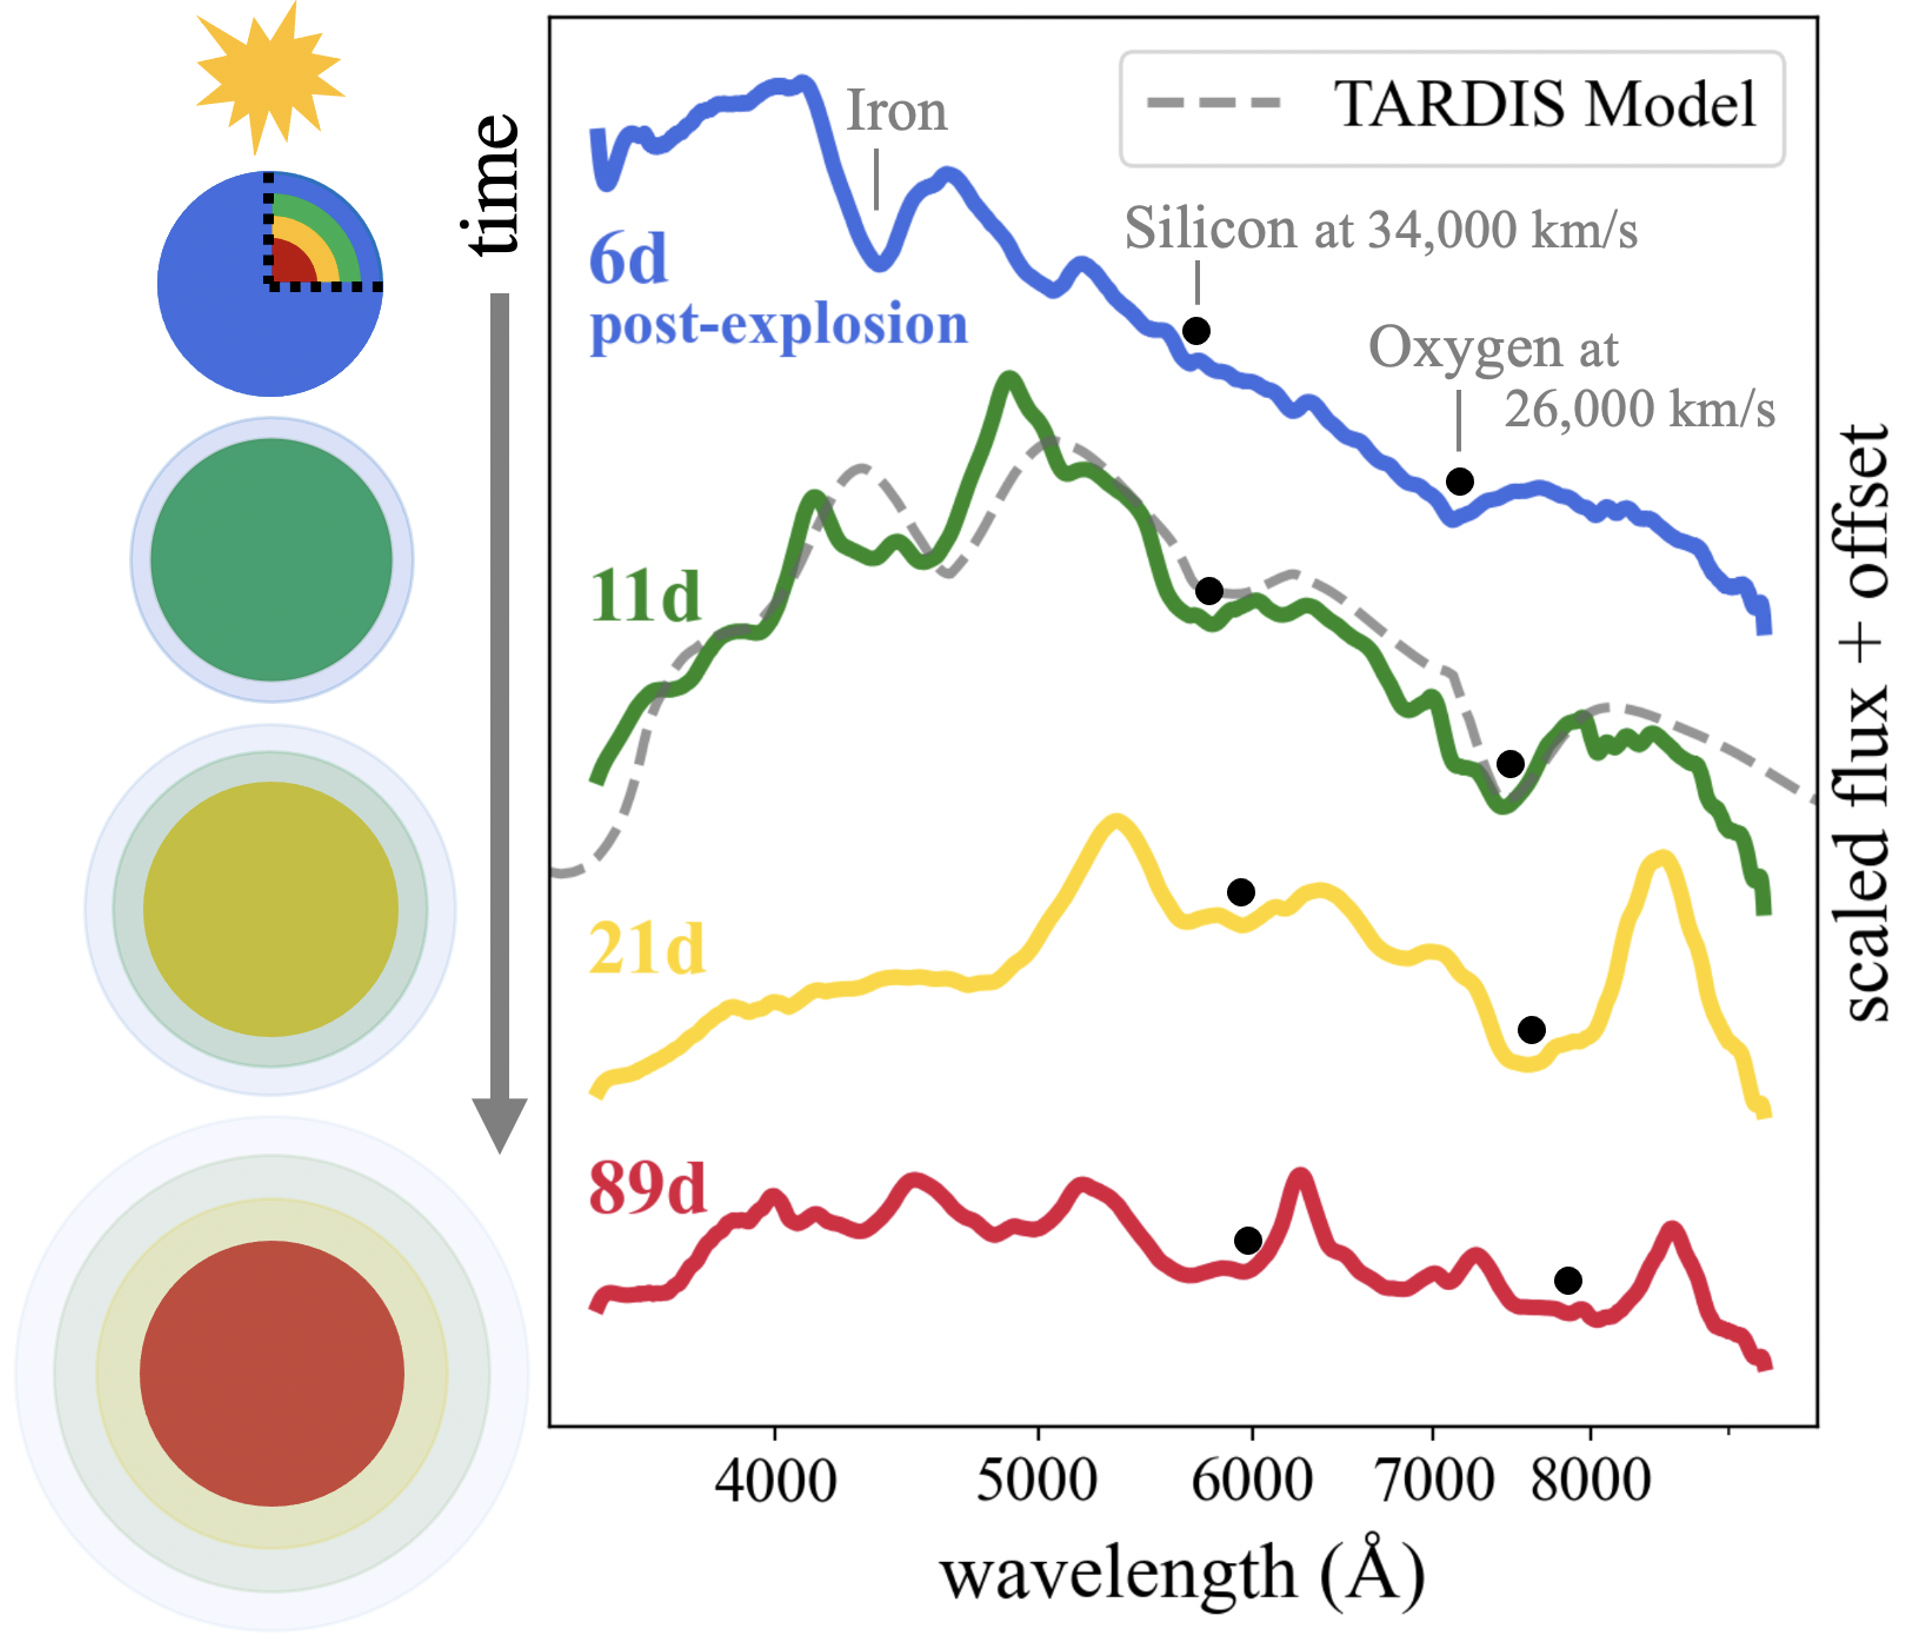 time
TARDIS Model
Iron
Silicon at 34,000 km/s
6d
post-explosion
Oxygen at
26,000 km/s
11d
21d
89d
scaled flux + offset
4000 5000 6000 7000 8000
wavelength (Å)